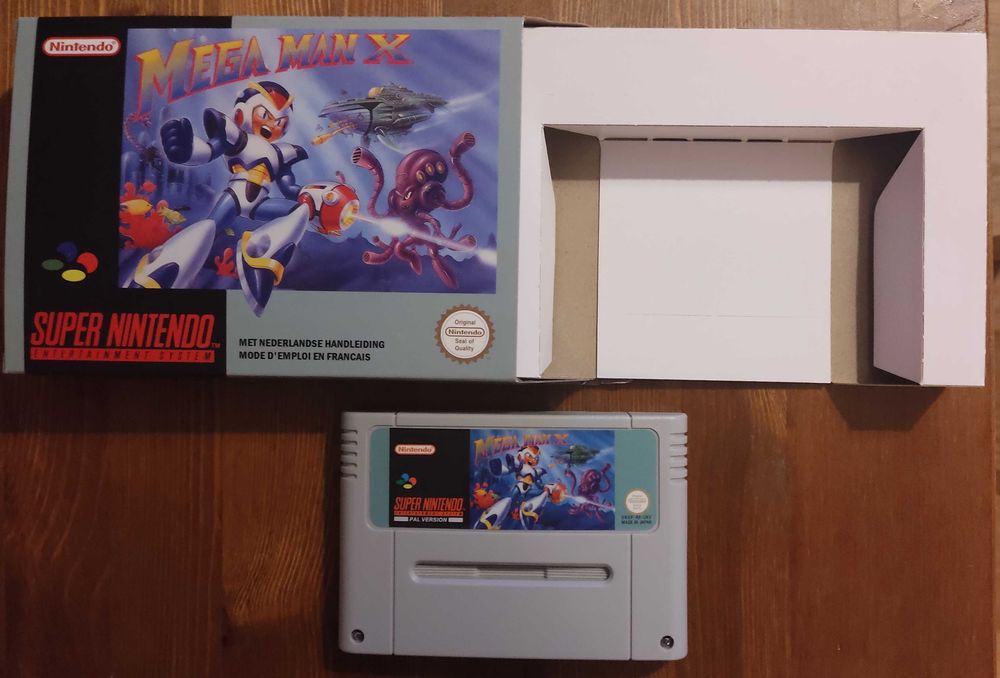 Nintendo
MEGA MAN X
SUPER NINTENDO™
ENTERTAINMENT SYSTEM
MET NEDERLANDSE HANDLEIDING
MODE D'EMPLOI EN FRANCAIS
Original
Nintendo
Seal of
Quality
Nintendo
MEGA MAN X
SUPER NINTENDO
ENTERTAINMENT SYSTEM
PAL VERSION
MADE IN JAPAN